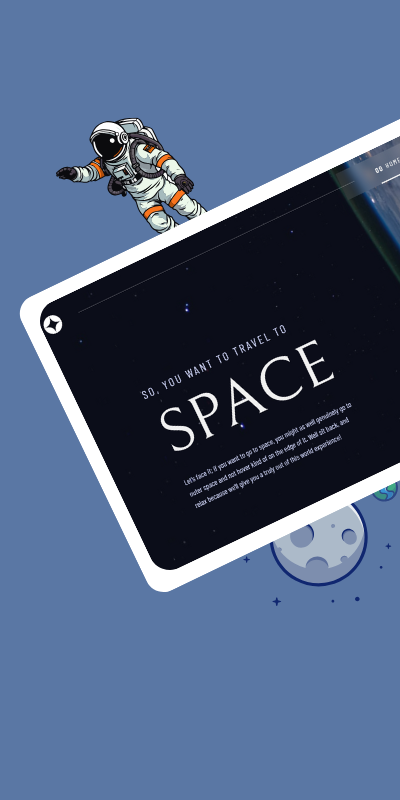 00 HOME
SO, YOU WANT TO TRAVEL TO
SPACE
Let's face it; if you want to go to space, you might as well genuinely go to
outer space and not hover kind of on the edge of it. Well sit back, and
relax because we'll give you a truly out of this world experience!